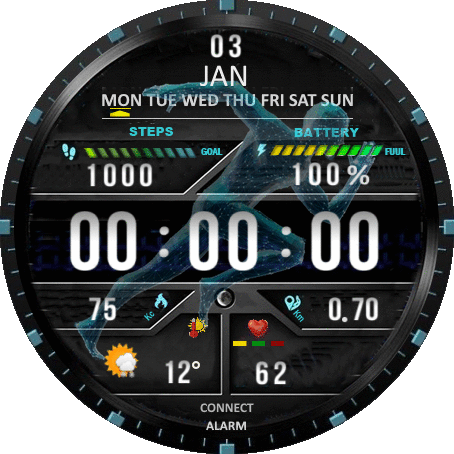 03
JAN
MON TUE WED THU FRI SAT SUN
STEPS BATTERY
GOAL FUUL
1000 100%
00:00:00
75 Kc Km 0.70
12° 62
CONNECT
ALARM